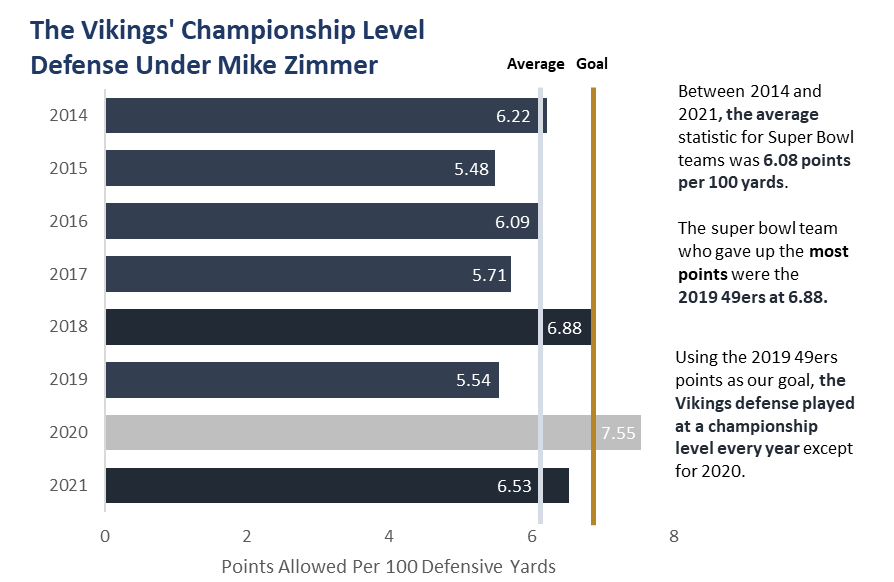 The Vikings' Championship Level
Defense Under Mike Zimmer
Average Goal
2014 6.22
2015 5.48
2016 6.09
2017 5.71
2018 6.88
2019 5.54
2020 7.55
2021 6.53
0 2 4 6 8
Points Allowed Per 100 Defensive Yards
Between 2014 and
2021, the average
statistic for Super Bowl
teams was 6.08 points
per 100 yards.
The super bowl team
who gave up the most
points were the
2019 49ers at 6.88.
Using the 2019 49ers
points as our goal, the
Vikings defense played
at a championship
level every year except
for 2020.